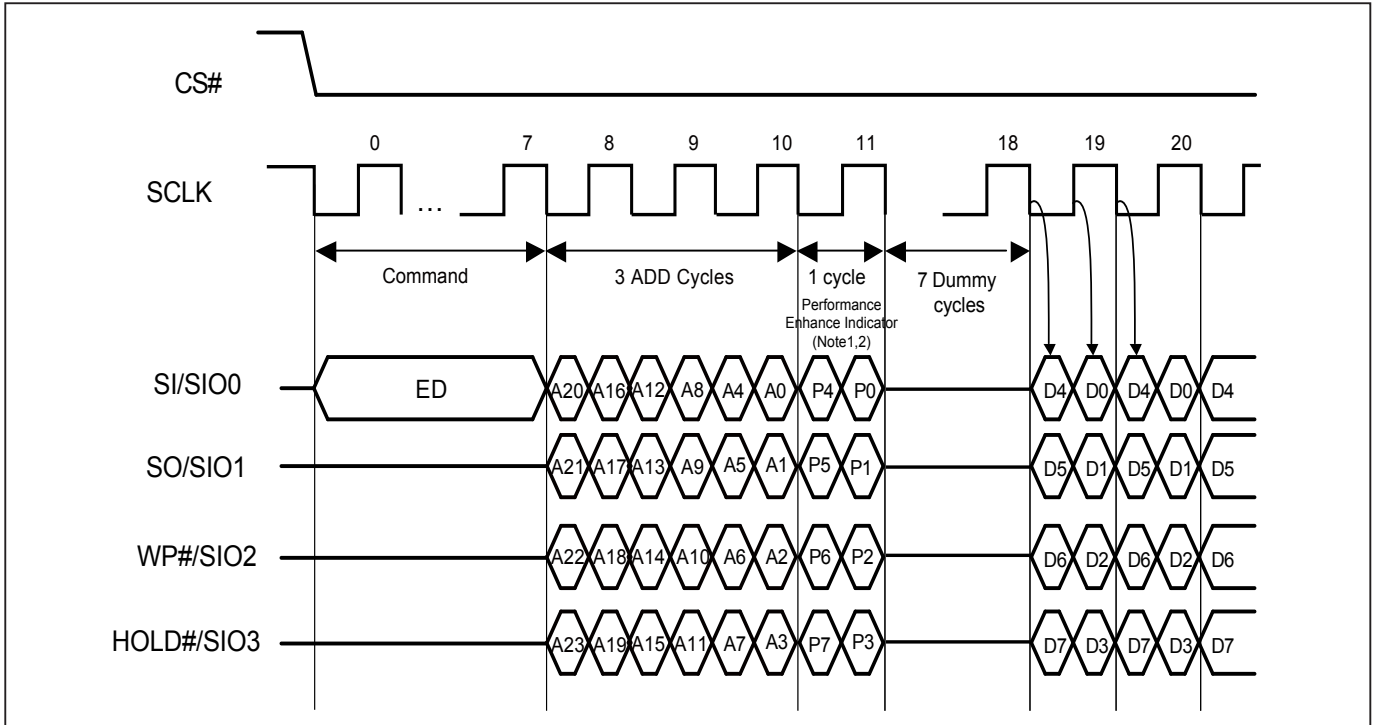 CS#
0 7 8 9 10 11 18 19 20
SCLK
...
Command
3 ADD Cycles
1 cycle
Performance
Enhance Indicator
(Note1,2)
7 Dummy
cycles
SI/SIO0 ED A20 A16 A12 A8 A4 A0 P4 P0 D4 D0 D4 D0 D4
SO/SIO1 A21 A17 A13 A9 A5 A1 P5 P1 D5 D1 D5 D1 D5
WP#/SIO2 A22 A18 A14 A10 A6 A2 P6 P2 D6 D2 D6 D2 D6
HOLD#/SIO3 A23 A19 A15 A11 A7 A3 P7 P3 D7 D3 D7 D3 D7